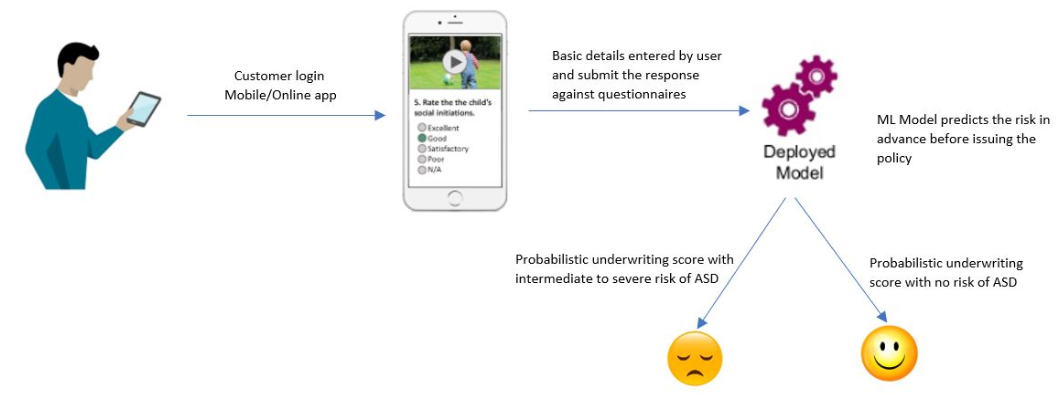 Customer login
Mobile/Online app
5. Rate the the child's
social initiations.
Excellent
Good
Satisfactory
Poor
N/A
Basic details entered by user
and submit the response
against questionnaires
Deployed
Model
ML Model predicts the risk in
advance before issuing the
policy
Probabilistic underwriting score with
intermediate to severe risk of ASD
Probabilistic underwriting
score with no risk of ASD